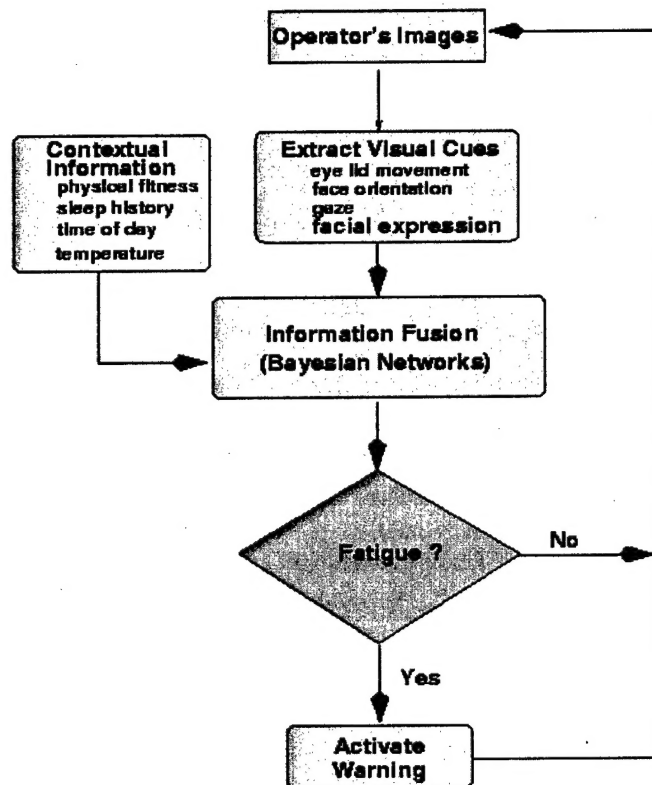 Operator's Images
Contextual
Information
physical fitness
sleep history
time of day
temperature
Extract Visual Cues
eye lid movement
face orientation
gaze
facial expression
Information Fusion
(Bayesian Networks)
Fatigue ?
No
Yes
Activate
Warning